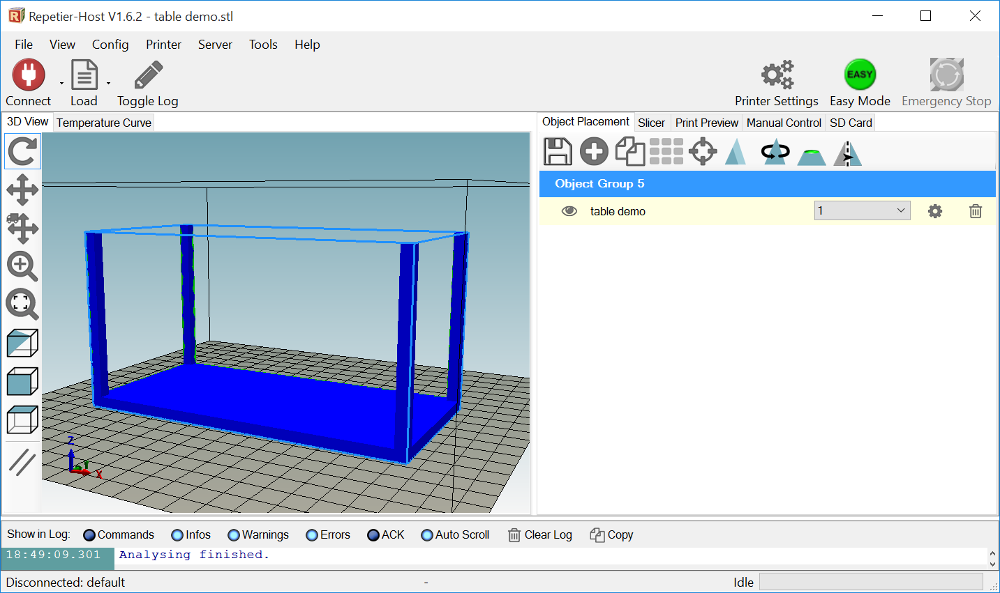 Repetier-Host V1.6.2 - table demo.stl
File View Config Printer Server Tools Help
Connect Load Toggle Log Printer Settings EASY Easy Mode Emergency Stop
3D View Temperature Curve
Object Placement Slicer Print Preview Manual Control SD Card
Object Group 5
table demo 1
Z
Y
X
Show in Log: Commands Infos Warnings Errors ACK Auto Scroll Clear Log Copy
18:49:09.301 Analysing finished.
Disconnected: default - Idle